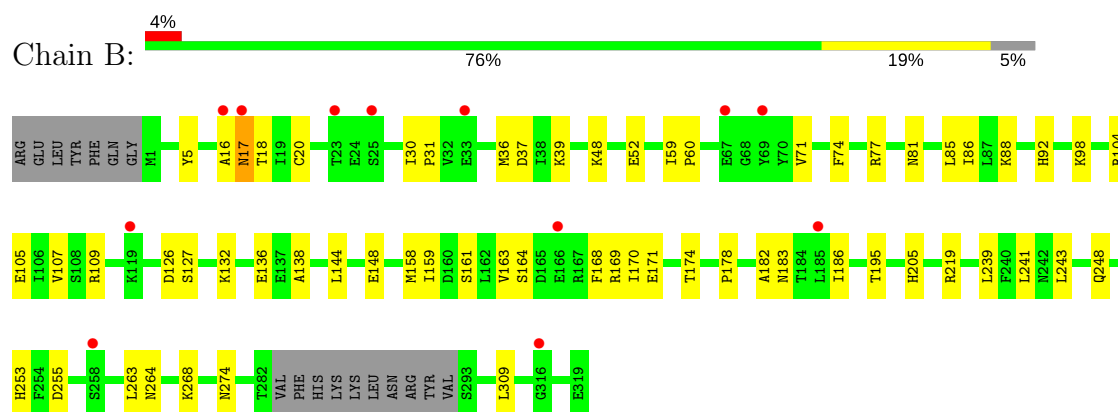 4%
Chain B:
76% 19% 5%
ARG GLU LEU TYR PHE GLN GLY M1 Y5 A16 N17 T18 I19 C20 T23 E24 S25 I30 P31 V32 E33 M36 D37 I38 K39 K48 E52 I59 P60 E67 G68 Y69 Y70 V71 F74 R77 N81 L85 I86 L87 K88 H92 K98
E105 I106 V107 S108 R109 K119 D126 S127 K132 E136 E137 A138 L144 E148 M158 I159 D160 S161 L162 V163 S164 D165 E166 R167 F168 R169 I170 E171 T174 P178 A182 N183 T184 L185 I186 T195 H205 R219 L239 F240 L241 N242 L243 Q248
H253 F254 D255 S258 L263 N264 K268 N274 T282 VAL PHE HIS LYS LYS LEU ASN ARG TYR VAL S293 L309 G316 E319